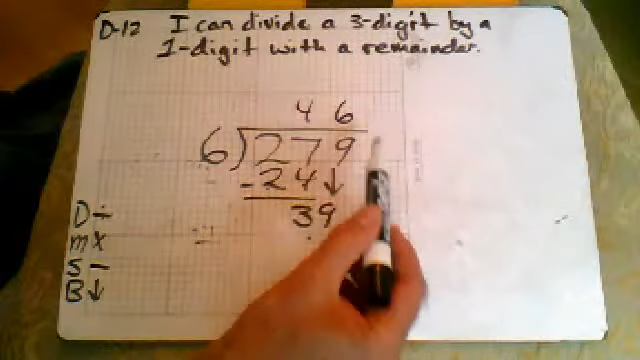 D-12 I can divide a 3-digit by a
1-digit with a remainder.
4 6
6)279
-24↓
39
D ÷
m x
S -
B ↓